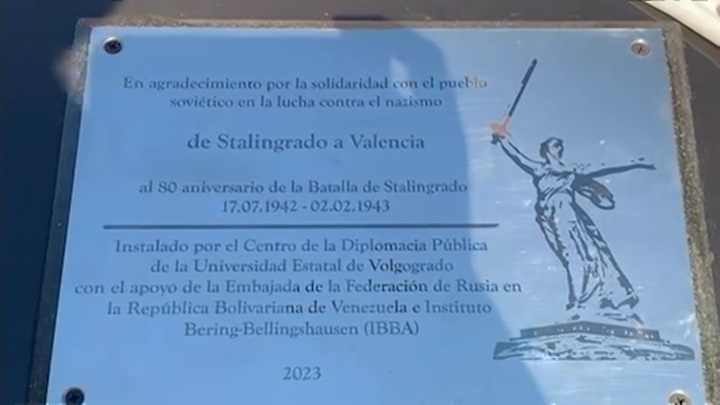 En agradecimiento por la solidaridad con el pueblo
soviético en la lucha contra el nazismo
de Stalingrado a Valencia
al 80 aniversario de la Batalla de Stalingrado
17.07.1942 - 02.02.1943
Instalado por el Centro de la Diplomacia Pública
de la Universidad Estatal de Volgogrado
con el apoyo de la Embajada de la Federación de Rusia en
la República Bolivariana de Venezuela e Instituto
Bering-Bellingshausen (IBBA)
2023